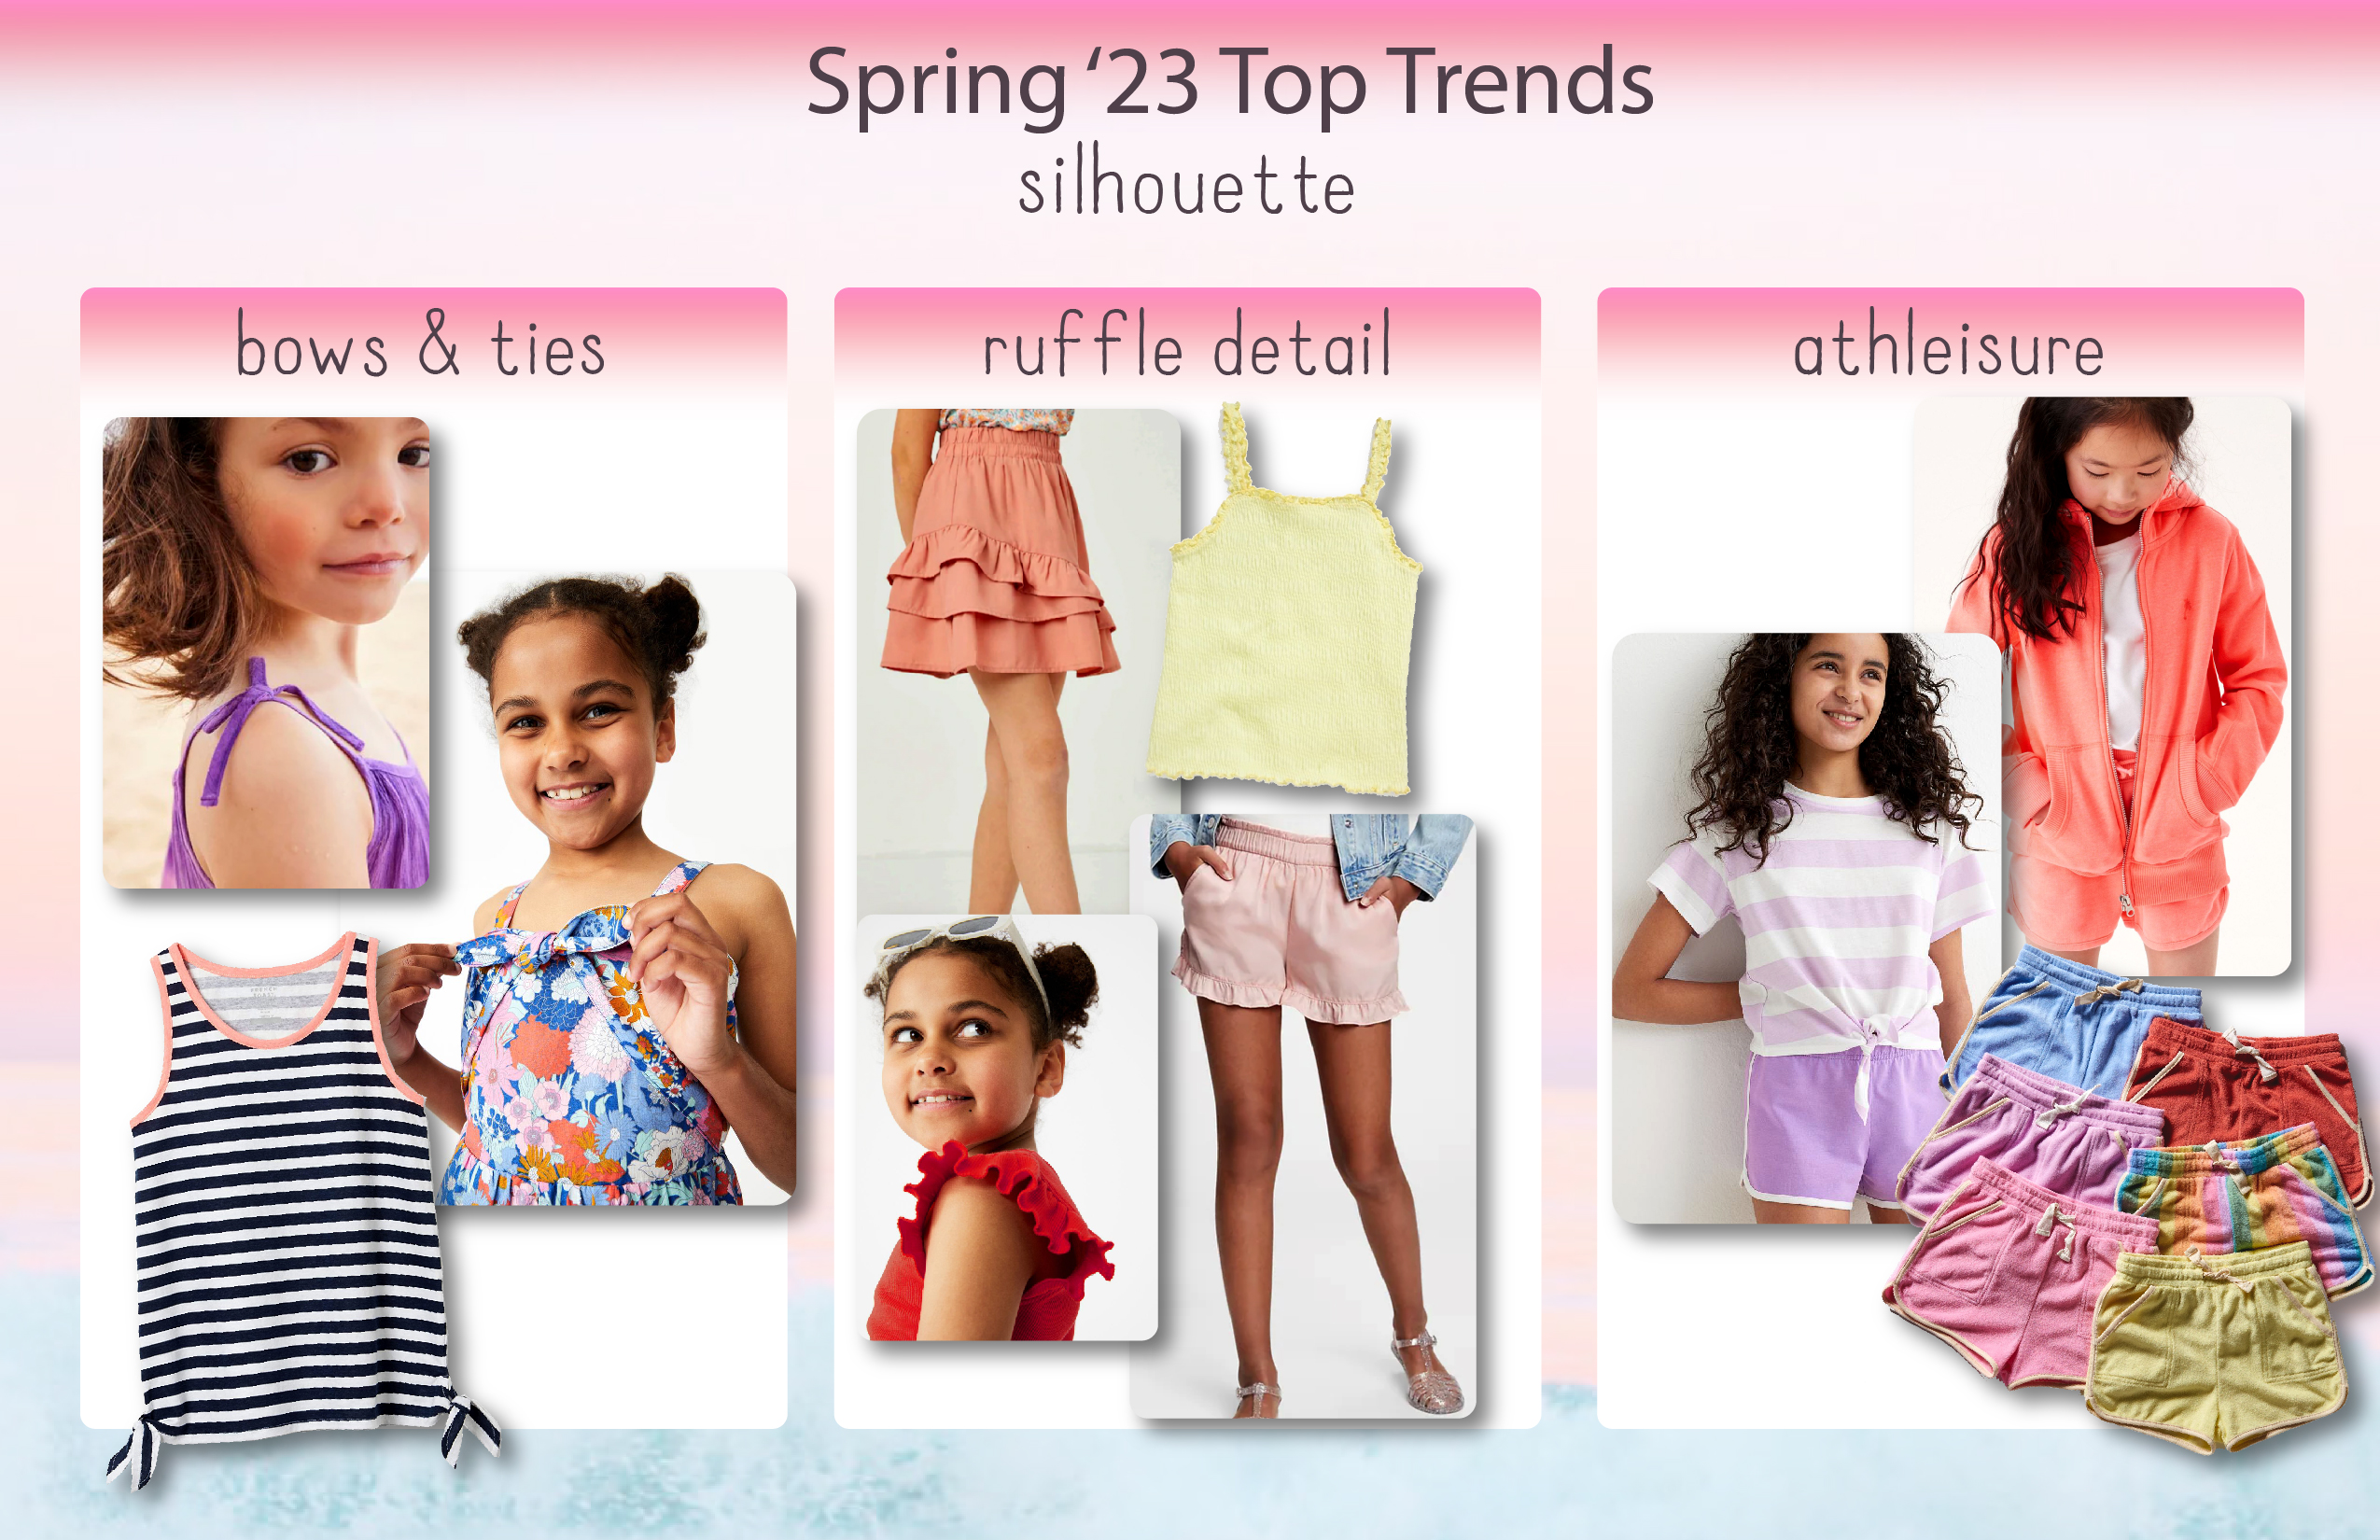 Spring ‘23 Top Trends
silhouette
bows & ties
ruffle detail
athleisure